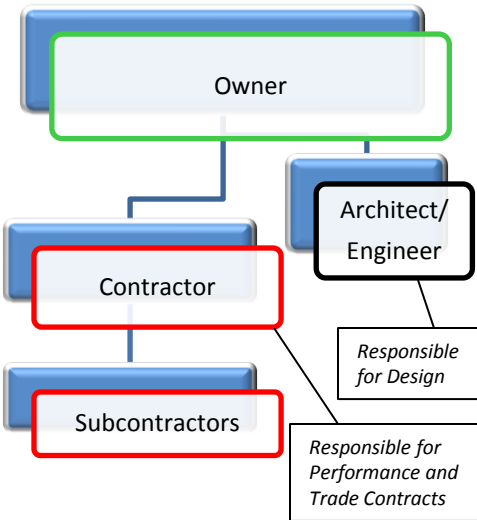 Owner
Architect/
Engineer
Contractor
Responsible
for Design
Subcontractors
Responsible for
Performance and
Trade Contracts